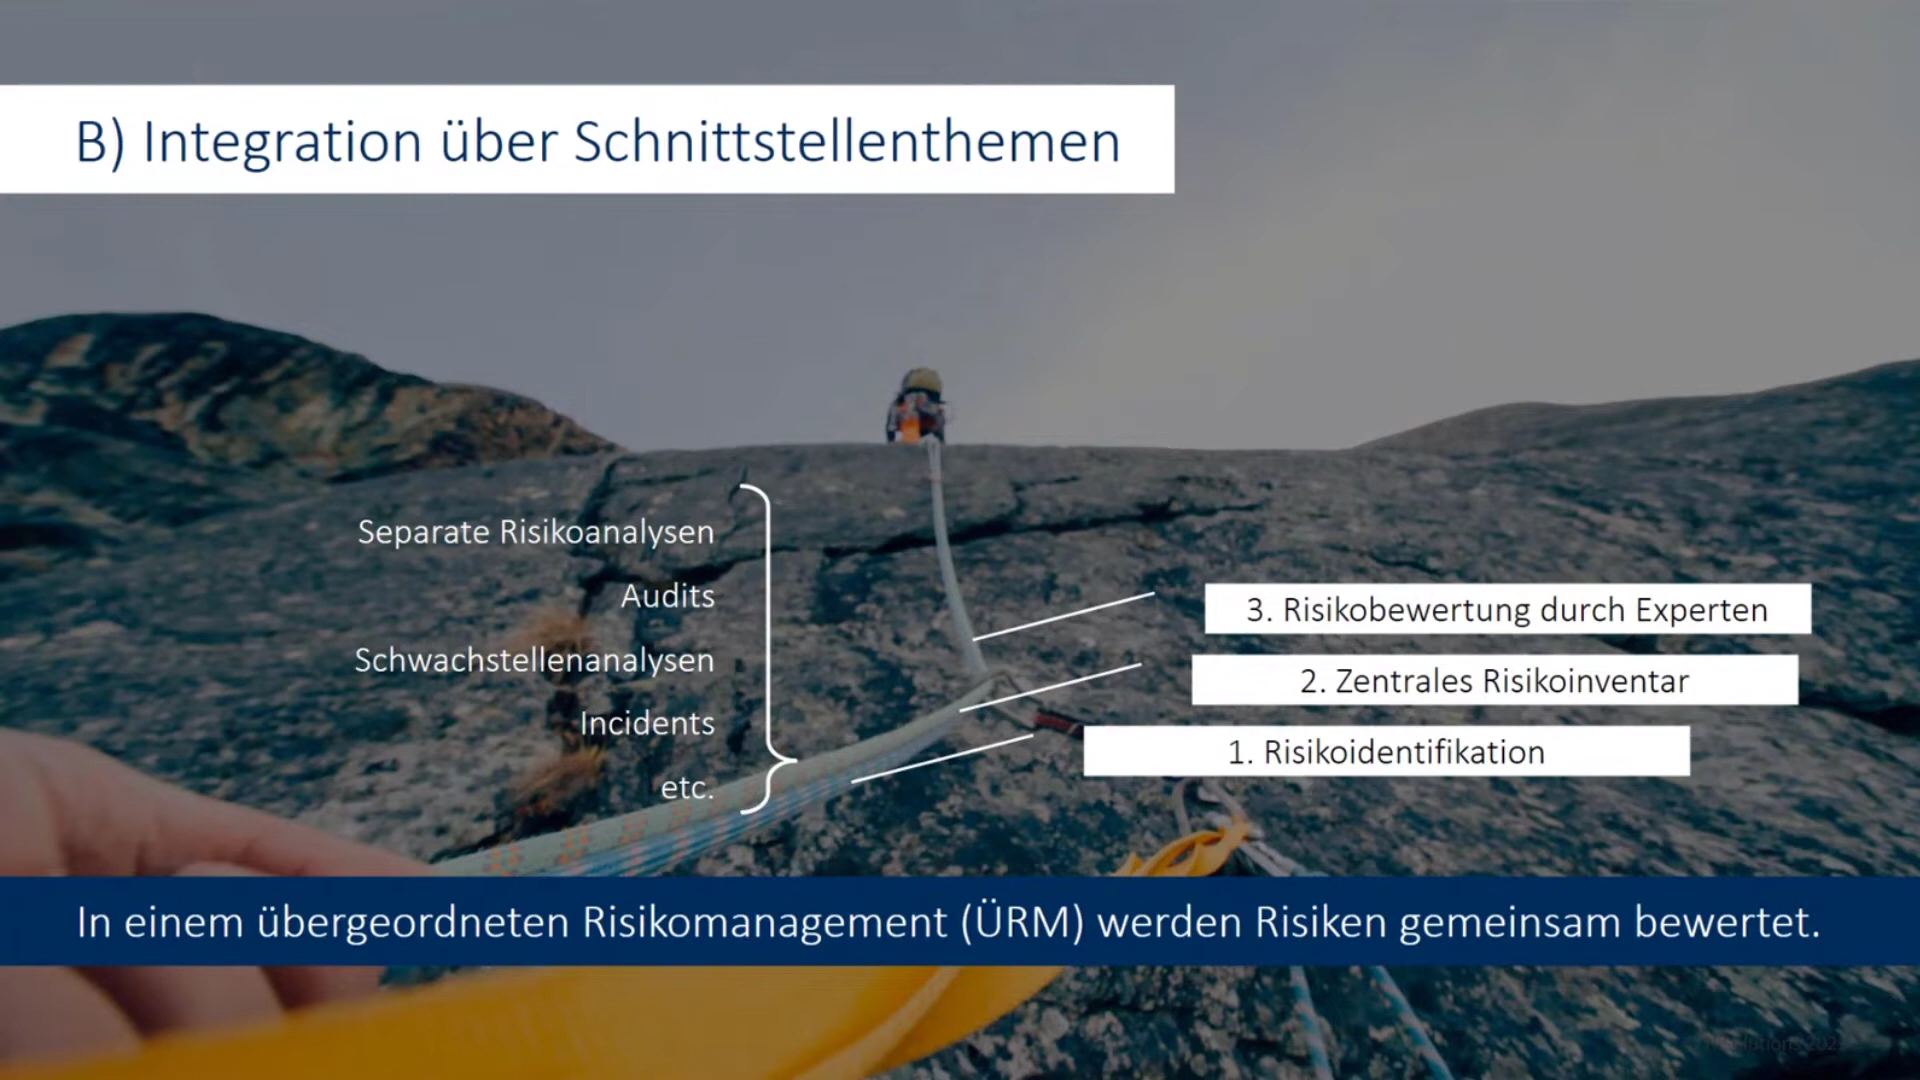 B) Integration über Schnittstellenthemen
Separate Risikoanalysen
Audits
Schwachstellenanalysen
Incidents
etc.
3. Risikobewertung durch Experten
2. Zentrales Risikoinventar
1. Risikoidentifikation
In einem übergeordneten Risikomanagement (ÜRM) werden Risiken gemeinsam bewertet.